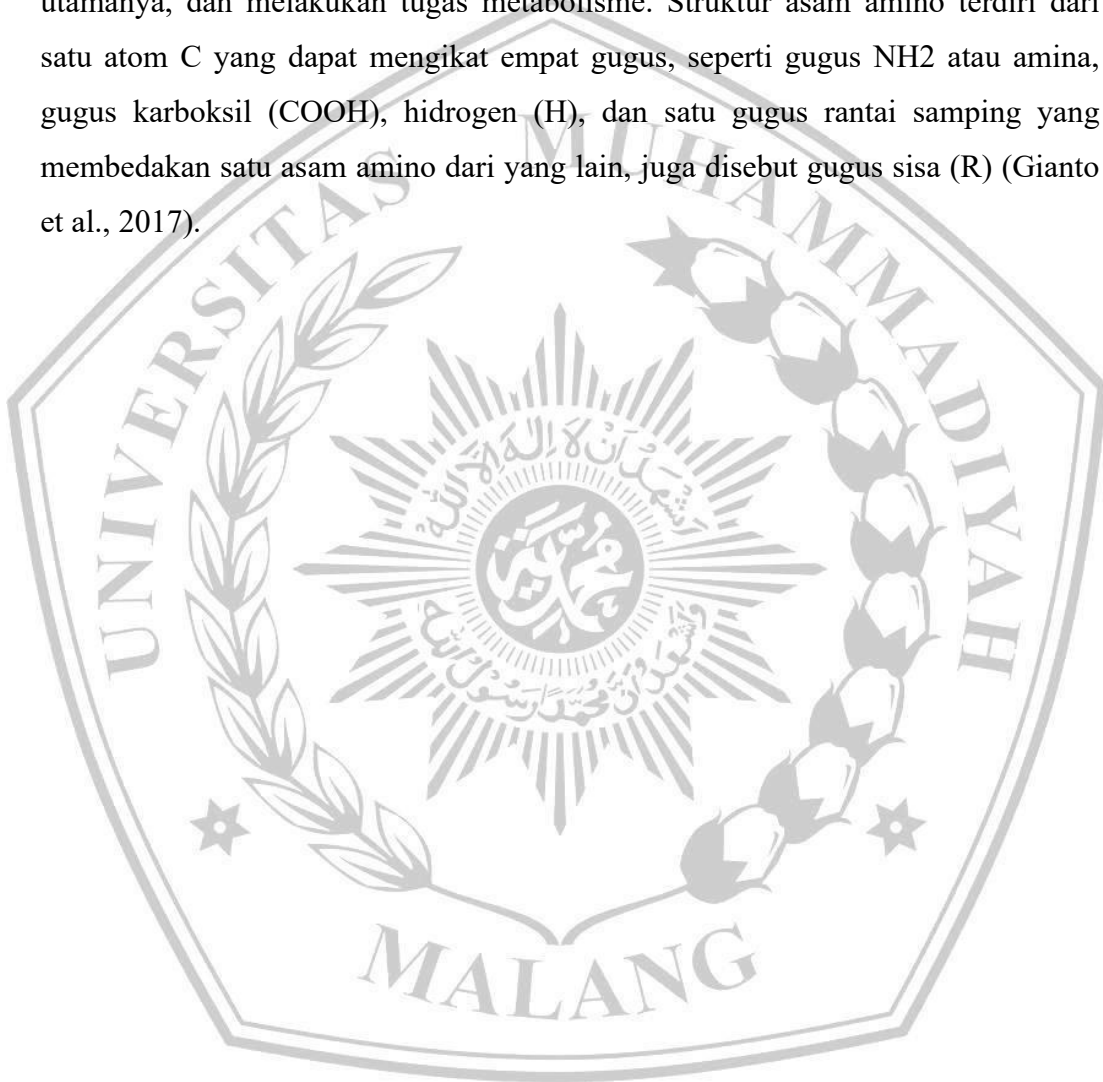 utamanya, dan melakukan tugas metabolisme. Struktur asam amino terdiri dari
satu atom C yang dapat mengikat empat gugus, seperti gugus NH2 atau amina,
gugus karboksil (COOH), hidrogen (H), dan satu gugus rantai samping yang
membedakan satu asam amino dari yang lain, juga disebut gugus sisa (R) (Gianto
et al., 2017).
UNIVERSITAS MUHAMMADIYAH
MALANG